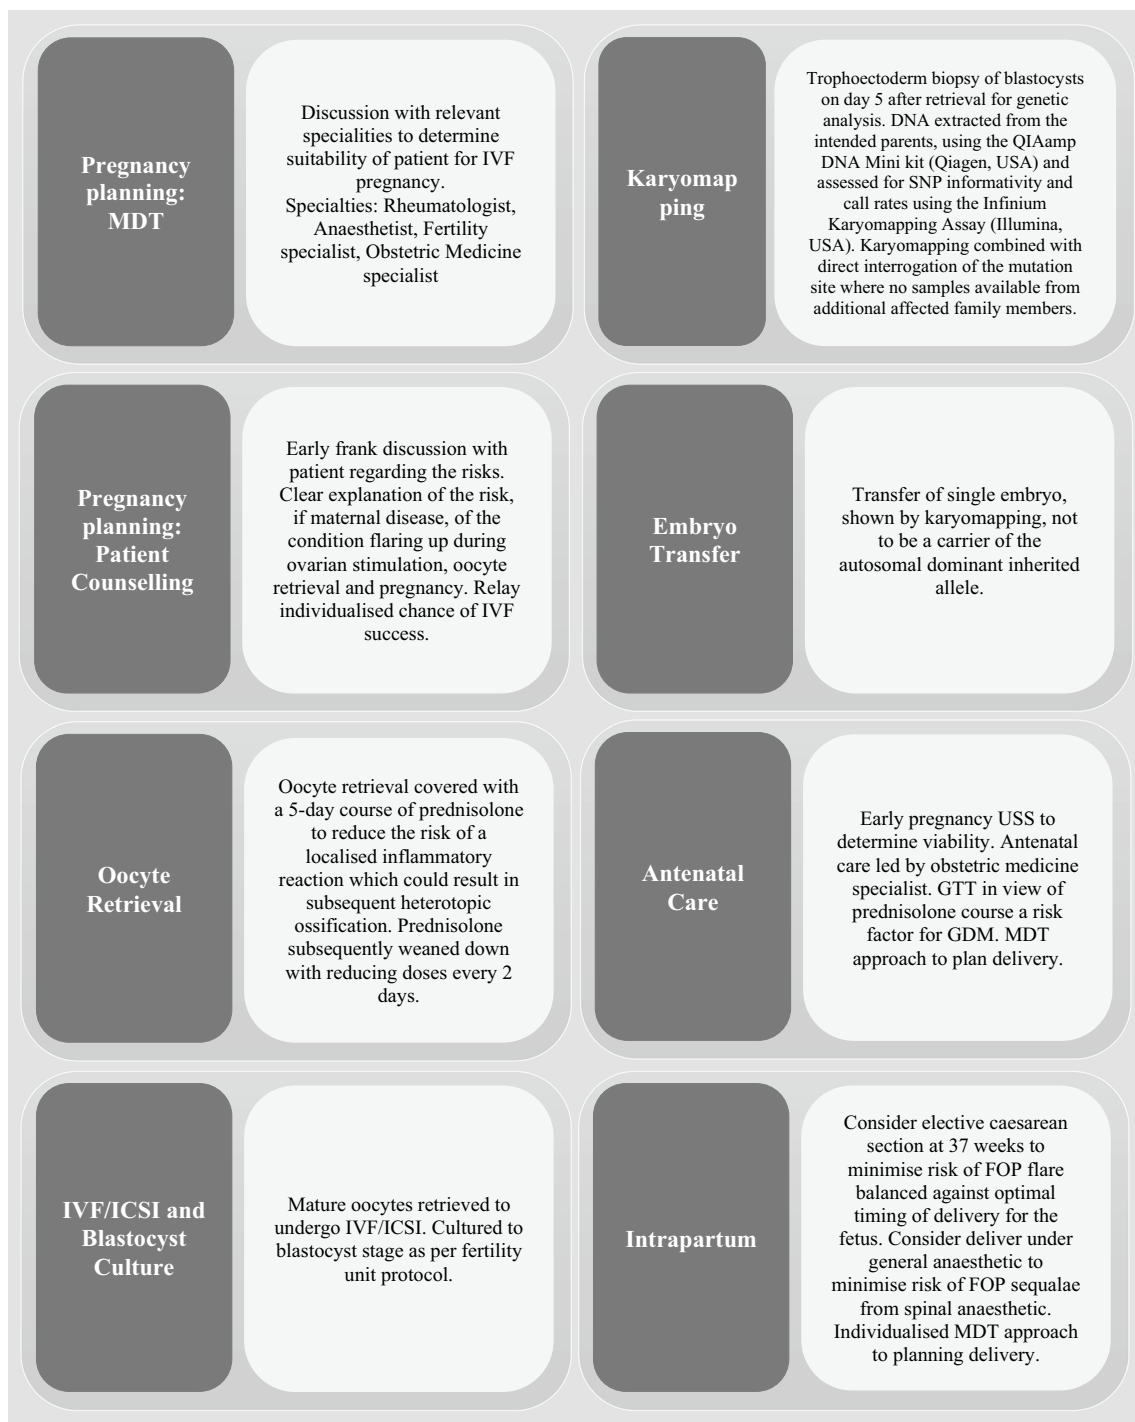 Pregnancy
planning:
MDT
Discussion with relevant
specialities to determine
suitability of patient for IVF
pregnancy.
Specialties: Rheumatologist,
Anaesthetist, Fertility
specialist, Obstetric Medicine
specialist
Pregnancy
planning:
Patient
Counselling
Early frank discussion with
patient regarding the risks.
Clear explanation of the risk,
if maternal disease, of the
condition flaring up during
ovarian stimulation, oocyte
retrieval and pregnancy. Relay
individualised chance of IVF
success.
Oocyte
Retrieval
Oocyte retrieval covered with
a 5-day course of prednisolone
to reduce the risk of a
localised inflammatory
reaction which could result in
subsequent heterotopic
ossification. Prednisolone
subsequently weaned down
with reducing doses every 2
days.
IVF/ICSI and
Blastocyst
Culture
Mature oocytes retrieved to
undergo IVF/ICSI. Cultured to
blastocyst stage as per fertility
unit protocol.
Karyomap
ping
Trophoectoderm biopsy of blastocysts
on day 5 after retrieval for genetic
analysis. DNA extracted from the
intended parents, using the QIAamp
DNA Mini kit (Qiagen, USA) and
assessed for SNP informativity and
call rates using the Infinium
Karyomapping Assay (Illumina,
USA). Karyomapping combined with
direct interrogation of the mutation
site where no samples available from
additional affected family members.
Embryo
Transfer
Transfer of single embryo,
shown by karyomapping, not
to be a carrier of the
autosomal dominant inherited
allele.
Antenatal
Care
Early pregnancy USS to
determine viability. Antenatal
care led by obstetric medicine
specialist. GTT in view of
prednisolone course a risk
factor for GDM. MDT
approach to plan delivery.
Intrapartum
Consider elective caesarean
section at 37 weeks to
minimise risk of FOP flare
balanced against optimal
timing of delivery for the
fetus. Consider deliver under
general anaesthetic to
minimise risk of FOP sequalae
from spinal anaesthetic.
Individualised MDT approach
to planning delivery.